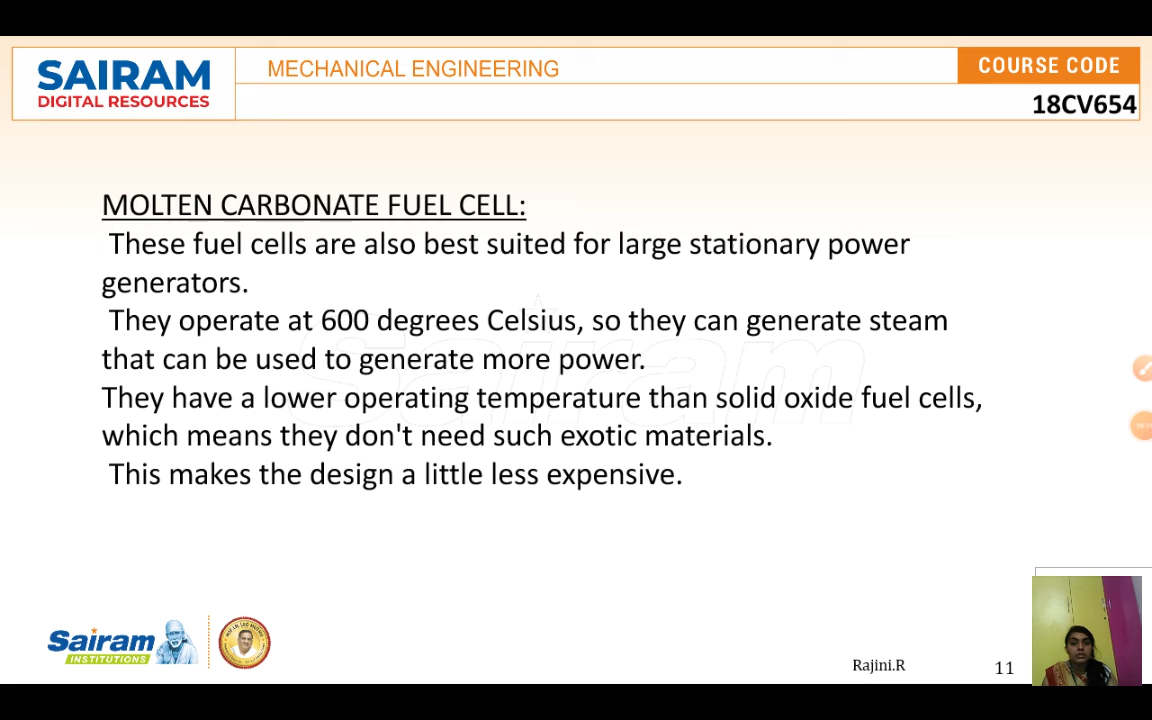 SAIRAM
DIGITAL RESOURCES
MECHANICAL ENGINEERING
COURSE CODE
18CV654
MOLTEN CARBONATE FUEL CELL:
These fuel cells are also best suited for large stationary power
generators.
They operate at 600 degrees Celsius, so they can generate steam
that can be used to generate more power.
They have a lower operating temperature than solid oxide fuel cells,
which means they don't need such exotic materials.
This makes the design a little less expensive.
Sairam
Sairam
INSTITUTIONS
Rajini.R
11